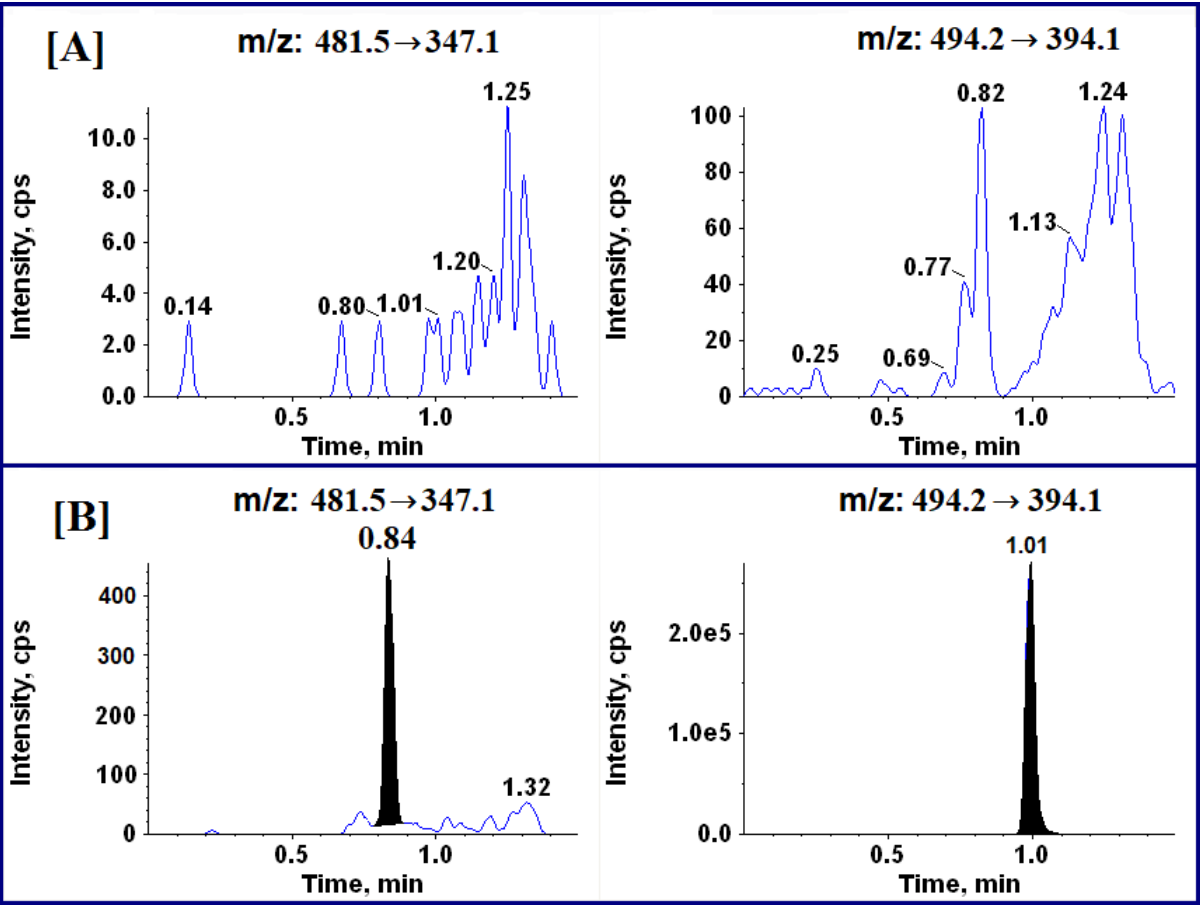 [A]
m/z: 481.5→347.1
1.25
10.0
8.0
6.0
4.0
2.0
0.0
0.14
0.80
1.01
1.20
0.5
1.0
Intensity, cps
Time, min
m/z: 494.2→394.1
0.82
1.24
100
80
60
40
20
0
1.13
0.77
0.25
0.69
0.5
1.0
Intensity, cps
Time, min
[B]
m/z: 481.5→347.1
0.84
400
300
200
100
0
1.32
0.5
1.0
Intensity, cps
Time, min
m/z: 494.2→394.1
1.01
2.0e5
1.0e5
0.0
0.5
1.0
Intensity, cps
Time, min